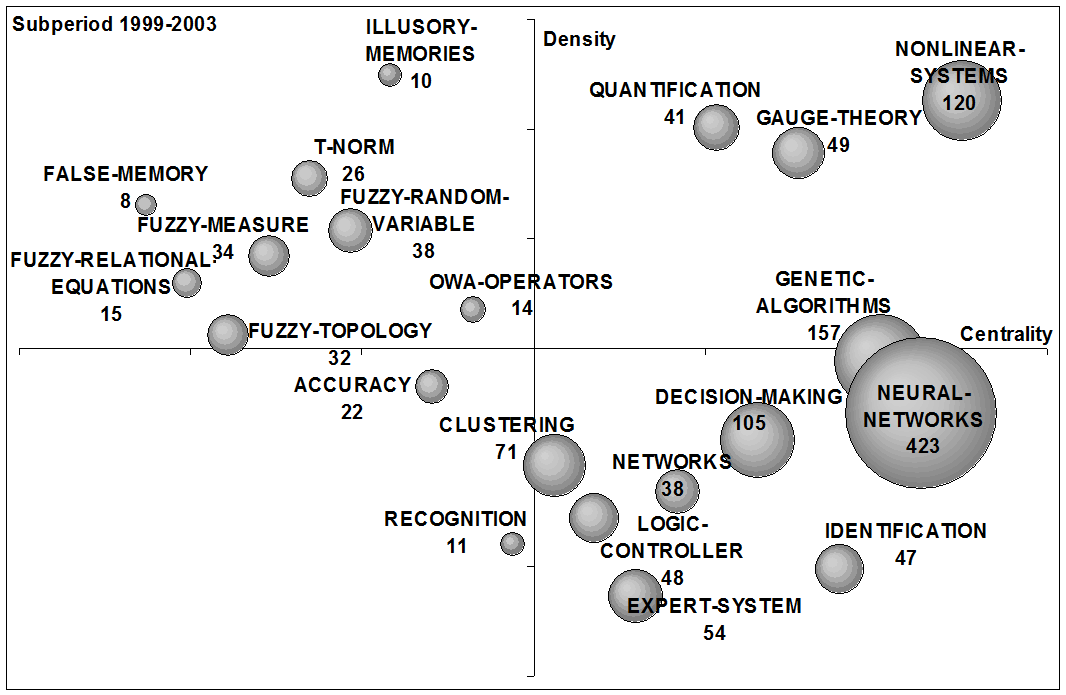 Subperiod 1999-2003
ILLUSORY-
MEMORIES
10
Density
NONLINEAR-
SYSTEMS
120
QUANTIFICATION
41
GAUGE-THEORY
49
T-NORM
26
FALSE-MEMORY
8
FUZZY-RANDOM-
VARIABLE
38
FUZZY-MEASURE
34
FUZZY-RELATIONAL-
EQUATIONS
15
OWA-OPERATORS
14
GENETIC-
ALGORITHMS
157
FUZZY-TOPOLOGY
32
Centrality
ACCURACY
22
DECISION-MAKING
105
NEURAL-
NETWORKS
423
CLUSTERING
71
NETWORKS
38
RECOGNITION
11
LOGIC-
CONTROLLER
48
IDENTIFICATION
47
EXPERT-SYSTEM
54